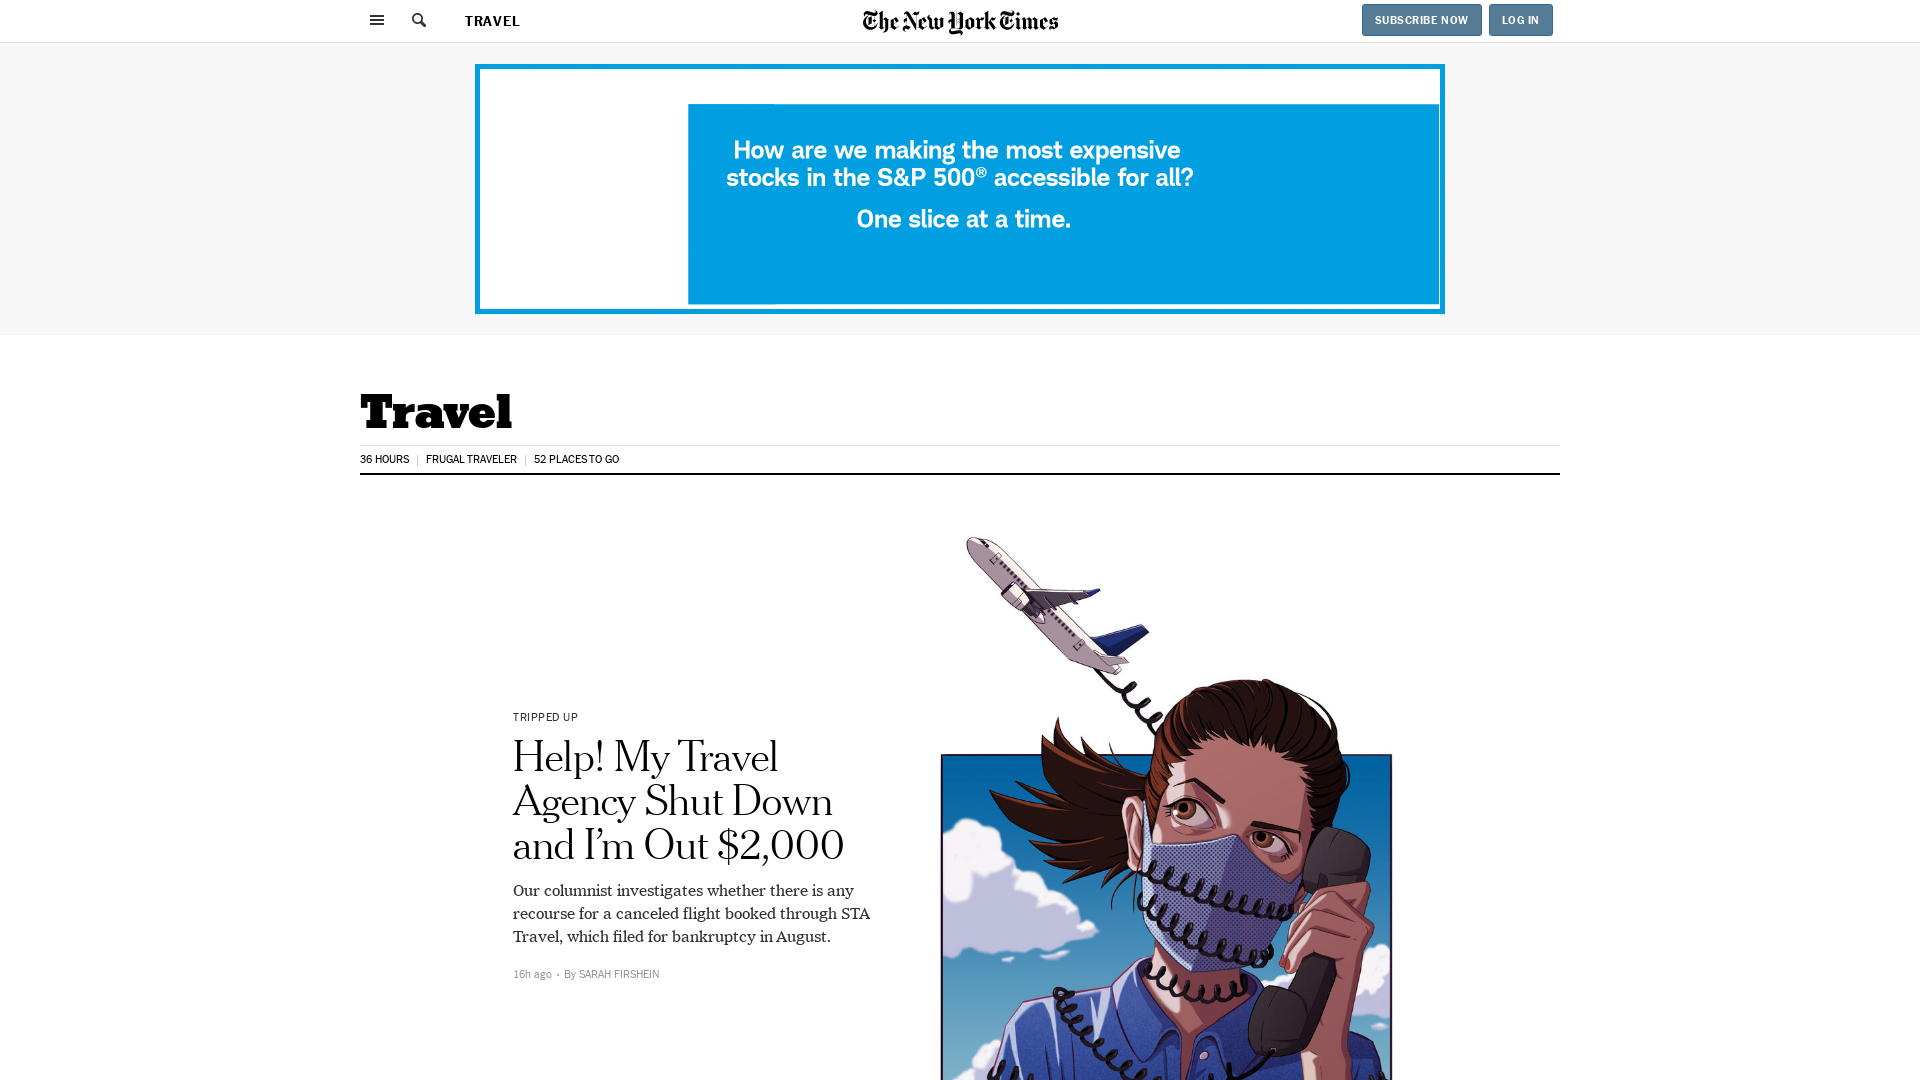 TRAVEL
The New York Times
SUBSCRIBE NOW
LOG IN
How are we making the most expensive
stocks in the S&P 500® accessible for all?
One slice at a time.
Travel
36 HOURS
FRUGAL TRAVELER
52 PLACES TO GO
TRIPPED UP
Help! My Travel
Agency Shut Down
and I’m Out $2,000
Our columnist investigates whether there is any
recourse for a canceled flight booked through STA
Travel, which filed for bankruptcy in August.
16h ago · By SARAH FIRSHEIN